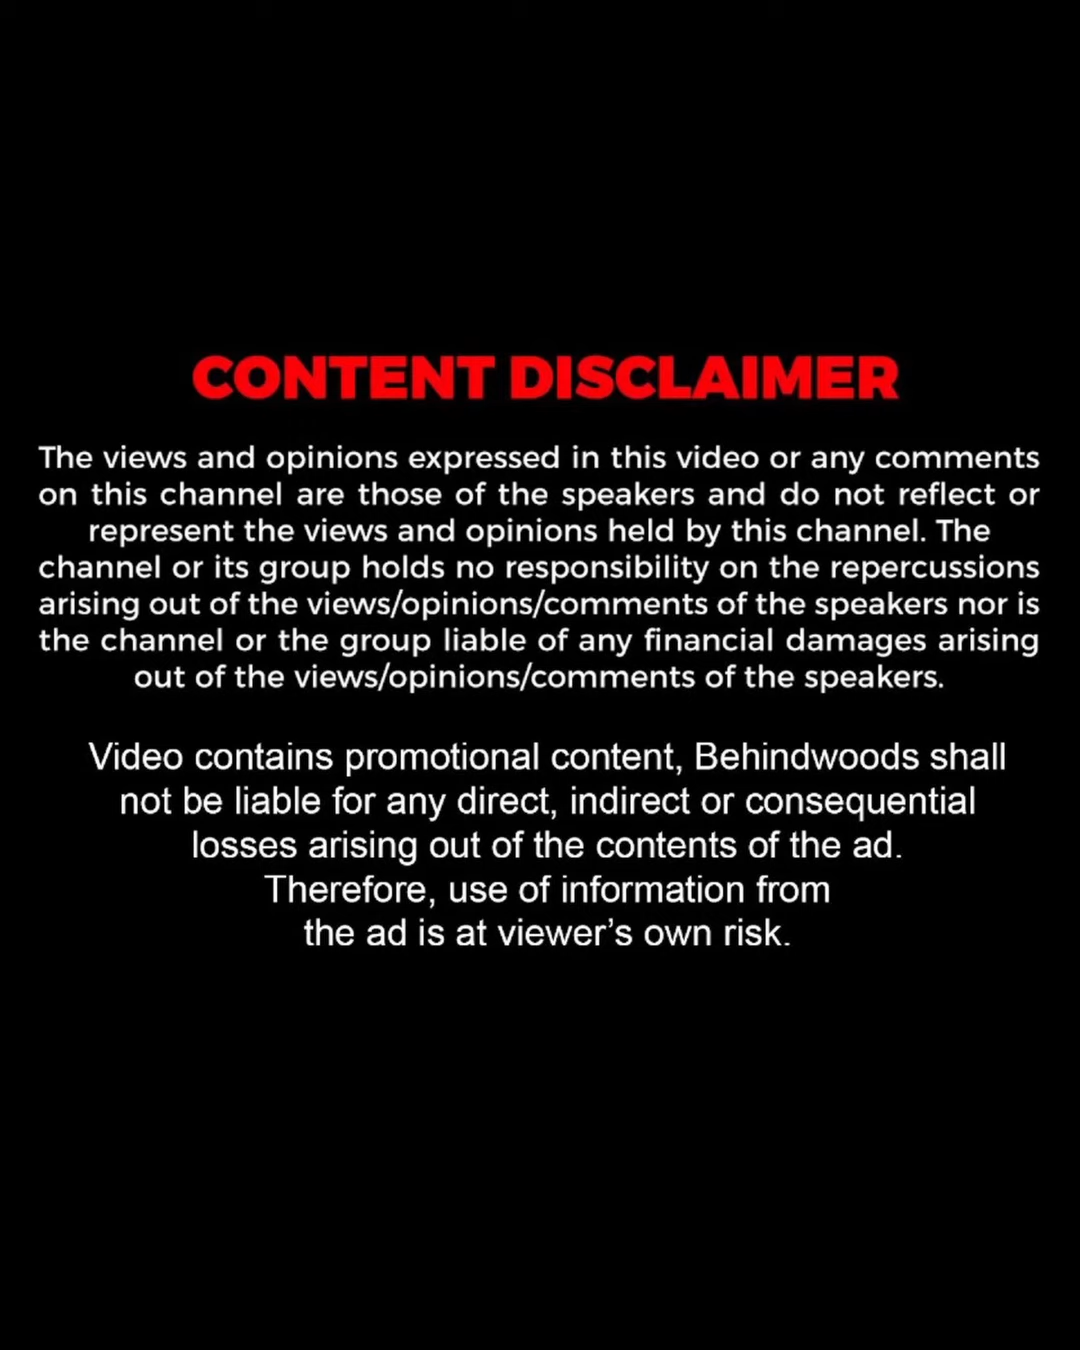 CONTENT DISCLAIMER
The views and opinions expressed in this video or any comments
on this channel are those of the speakers and do not reflect or
represent the views and opinions held by this channel. The
channel or its group holds no responsibility on the repercussions
arising out of the views/opinions/comments of the speakers nor is
the channel or the group liable of any financial damages arising
out of the views/opinions/comments of the speakers.
Video contains promotional content, Behindwoods shall
not be liable for any direct, indirect or consequential
losses arising out of the contents of the ad.
Therefore, use of information from
the ad is at viewer’s own risk.